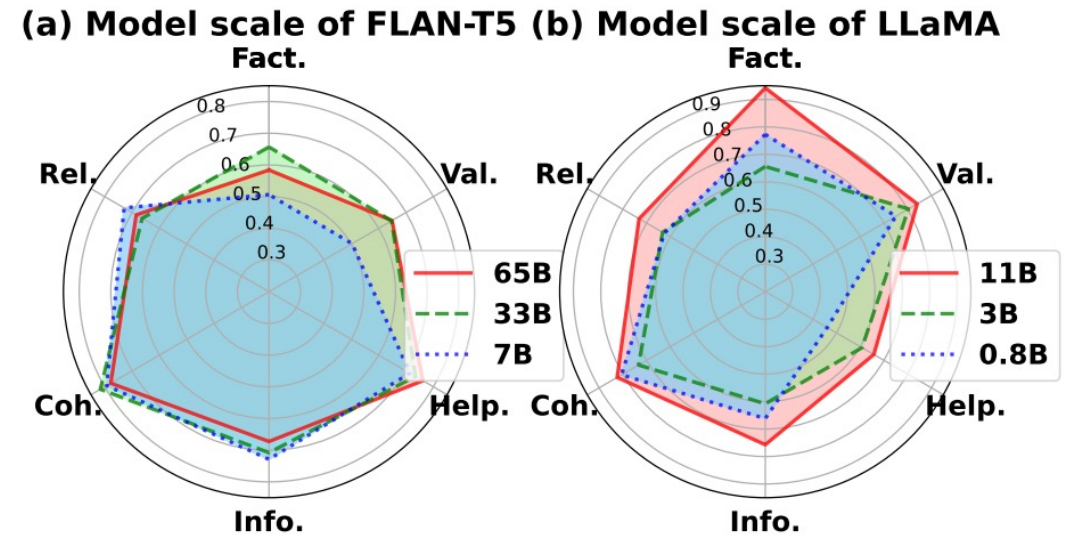 (a) Model scale of FLAN-T5
Fact.
0.8
0.7
0.6
0.5
0.4
0.3
Rel.
Val.
65B
33B
7B
Coh.
Help.
Info.
(b) Model scale of LLaMA
Fact.
0.9
0.8
0.7
0.6
0.5
0.4
0.3
Rel.
Val.
11B
3B
0.8B
Coh.
Help.
Info.